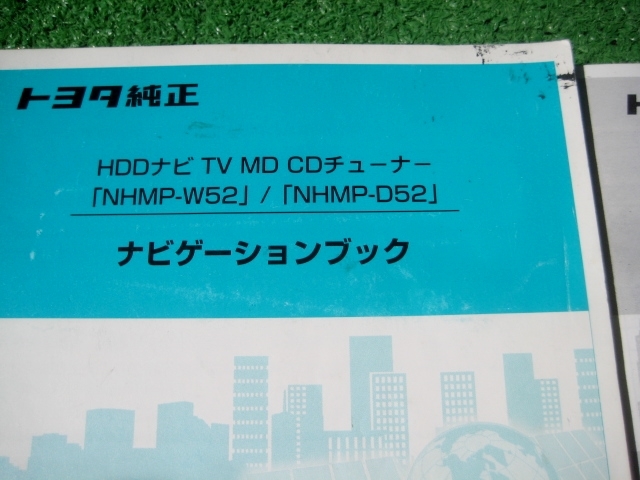 トヨタ純正
HDDナビ TV MD CDチューナー
「NHMP-W52」/「NHMP-D52」
ナビゲーションブック